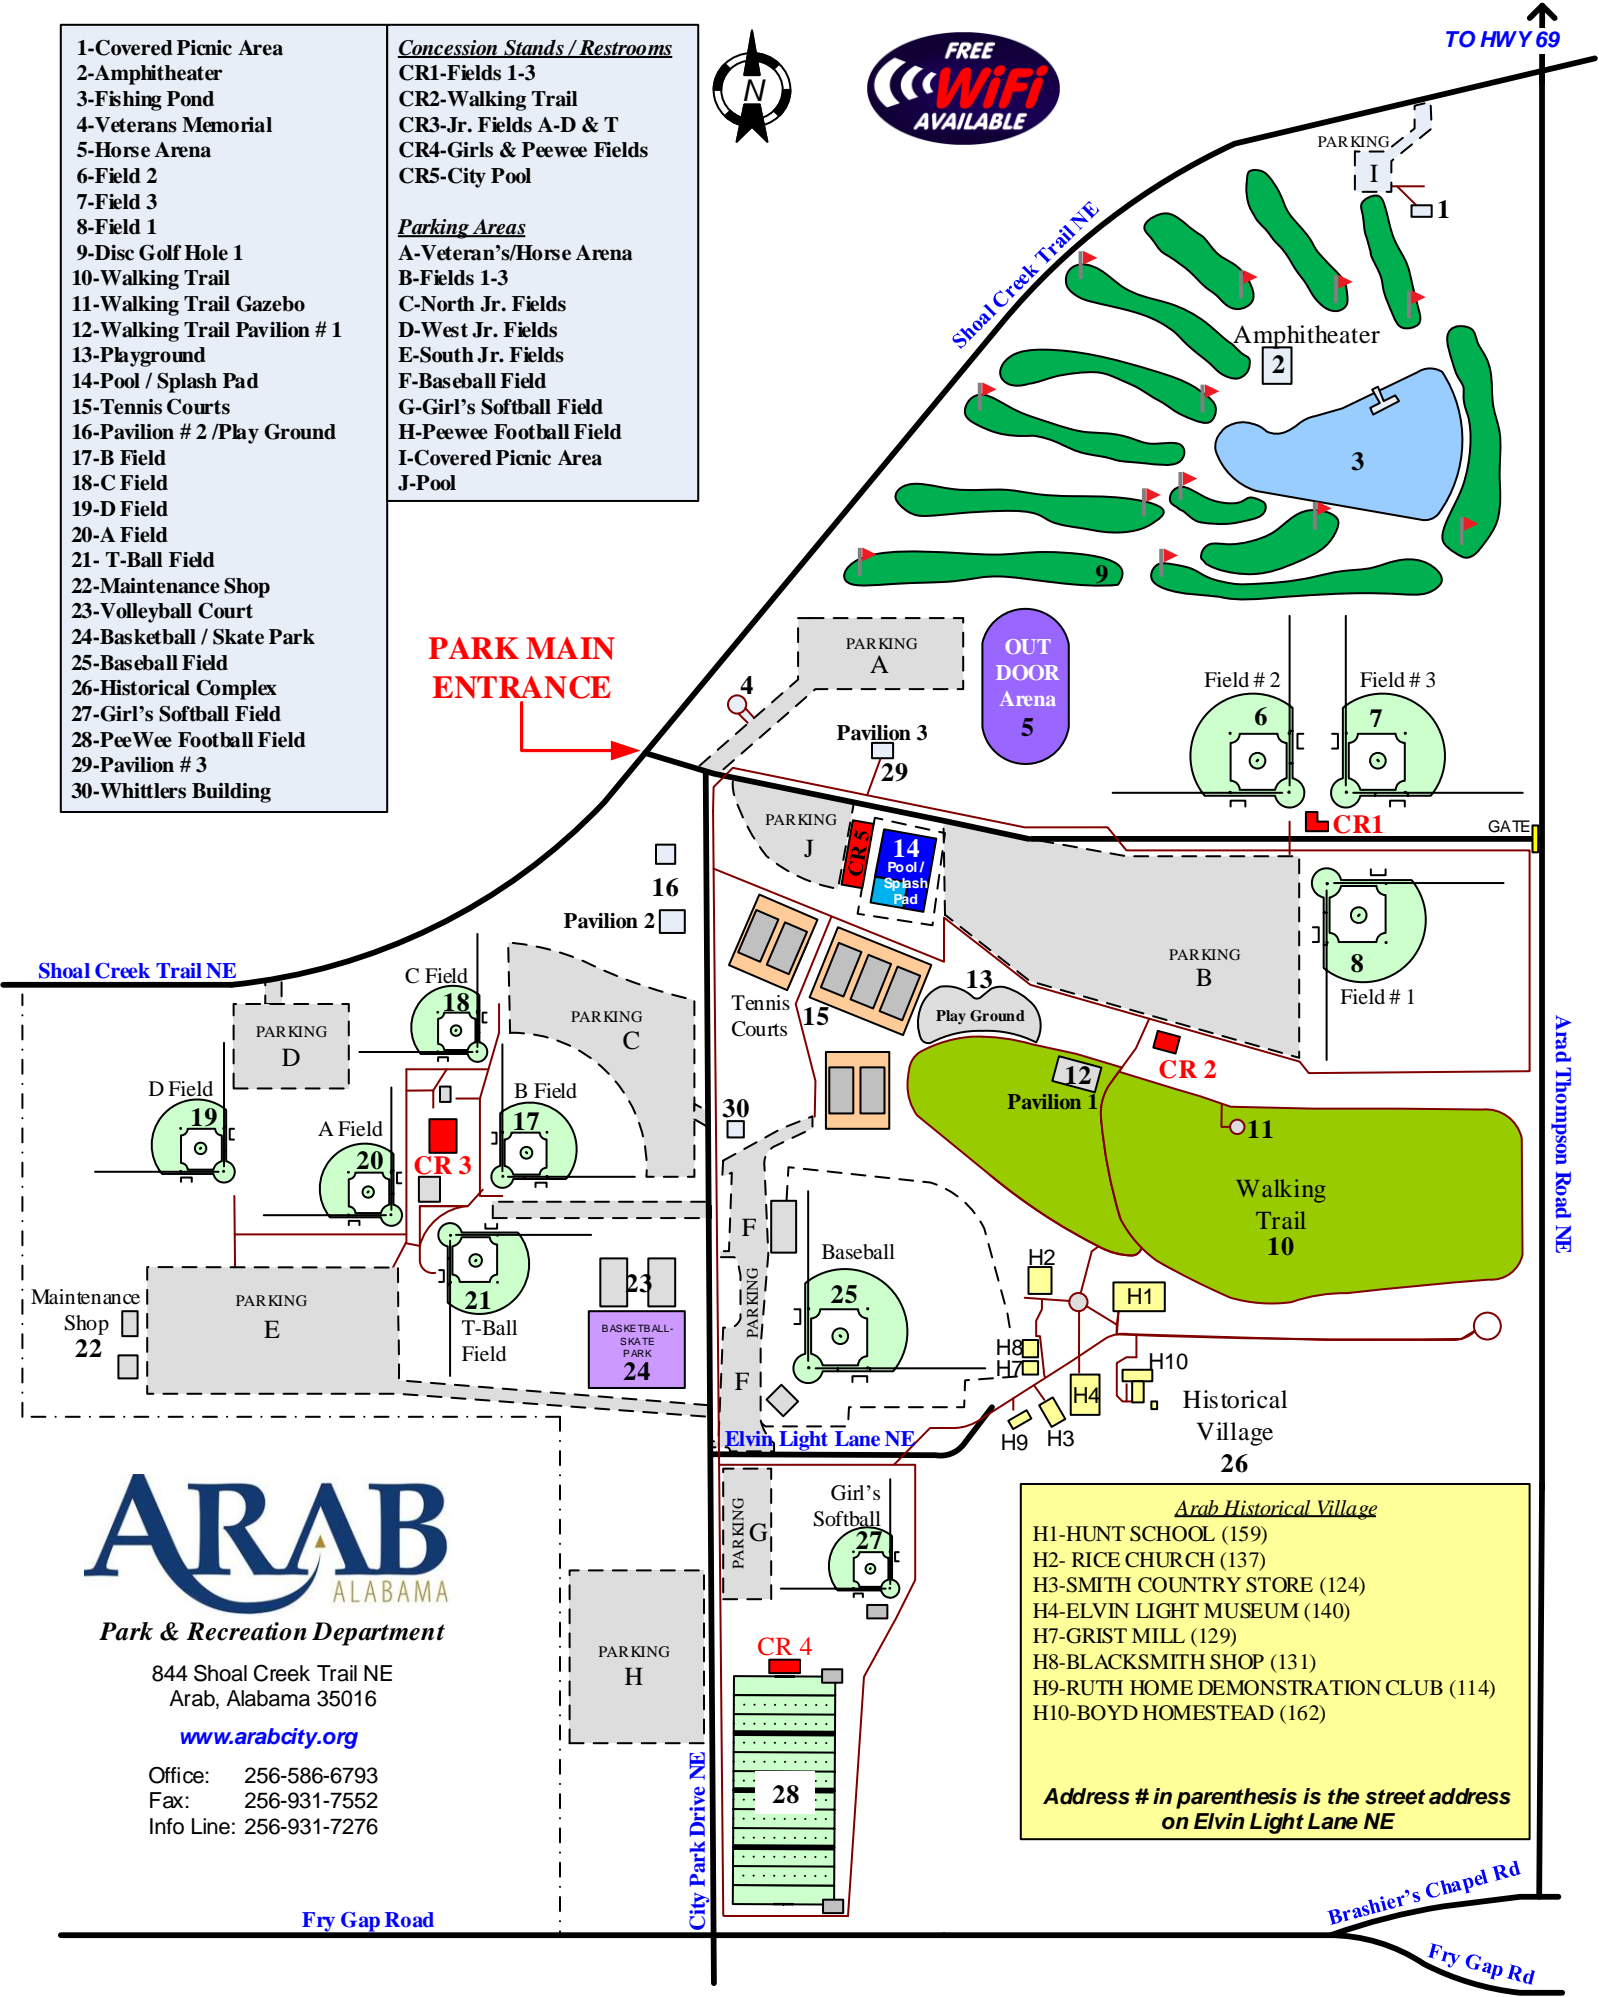 1-Covered Picnic Area
2-Amphitheater
3-Fishing Pond
4-Veterans Memorial
5-Horse Arena
6-Field 2
7-Field 3
8-Field 1
9-Disc Golf Hole 1
10-Walking Trail
11-Walking Trail Gazebo
12-Walking Trail Pavilion # 1
13-Playground
14-Pool / Splash Pad
15-Tennis Courts
16-Pavilion # 2 /Play Ground
17-B Field
18-C Field
19-D Field
20-A Field
21- T-Ball Field
22-Maintenance Shop
23-Volleyball Court
24-Basketball / Skate Park
25-Baseball Field
26-Historical Complex
27-Girl's Softball Field
28-PeeWee Football Field
29-Pavilion # 3
30-Whittlers Building
Concession Stands / Restrooms
CR1-Fields 1-3
CR2-Walking Trail
CR3-Jr. Fields A-D & T
CR4-Girls & Peewee Fields
CR5-City Pool
Parking Areas
A-Veteran's/Horse Arena
B-Fields 1-3
C-North Jr. Fields
D-West Jr. Fields
E-South Jr. Fields
F-Baseball Field
G-Girl's Softball Field
H-Peewee Football Field
I-Covered Picnic Area
J-Pool
N
FREE
WiFi
AVAILABLE
TO HWY 69
PARKING
I
1
Shoal Creek Trail NE
Amphitheater
2
3
9
PARK MAIN
ENTRANCE
PARKING
A
4
OUT
DOOR
Arena
5
Field # 2
6
Field # 3
7
Pavilion 3
29
PARKING
J
CR 5
14
Pool /
Splash
Pad
CR1
GATE
16
Pavilion 2
PARKING
B
8
Field # 1
Shoal Creek Trail NE
C Field
18
PARKING
C
PARKING
D
Tennis
Courts
15
13
Play Ground
CR 2
12
Pavilion 1
D Field
19
A Field
20
B Field
17
CR 3
30
11
Walking
Trail
10
Arad Thompson Road NE
F
PARKING
F
Baseball
25
Maintenance
Shop
22
PARKING
E
21
T-Ball
Field
23
BASKETBALL-
SKATE
PARK
24
H2
H1
H8
H7
H10
H4
H9
H3
Historical
Village
26
Elvin Light Lane NE
PARKING
G
Girl's
Softball
27
ARAB
ALABAMA
Park & Recreation Department
844 Shoal Creek Trail NE
Arab, Alabama 35016
www.arabcity.org
Office: 256-586-6793
Fax: 256-931-7552
Info Line: 256-931-7276
PARKING
H
CR 4
28
City Park Drive NE
Arab Historical Village
H1-HUNT SCHOOL (159)
H2- RICE CHURCH (137)
H3-SMITH COUNTRY STORE (124)
H4-ELVIN LIGHT MUSEUM (140)
H7-GRIST MILL (129)
H8-BLACKSMITH SHOP (131)
H9-RUTH HOME DEMONSTRATION CLUB (114)
H10-BOYD HOMESTEAD (162)
Address # in parenthesis is the street address
on Elvin Light Lane NE
Fry Gap Road
Brashier's Chapel Rd
Fry Gap Rd